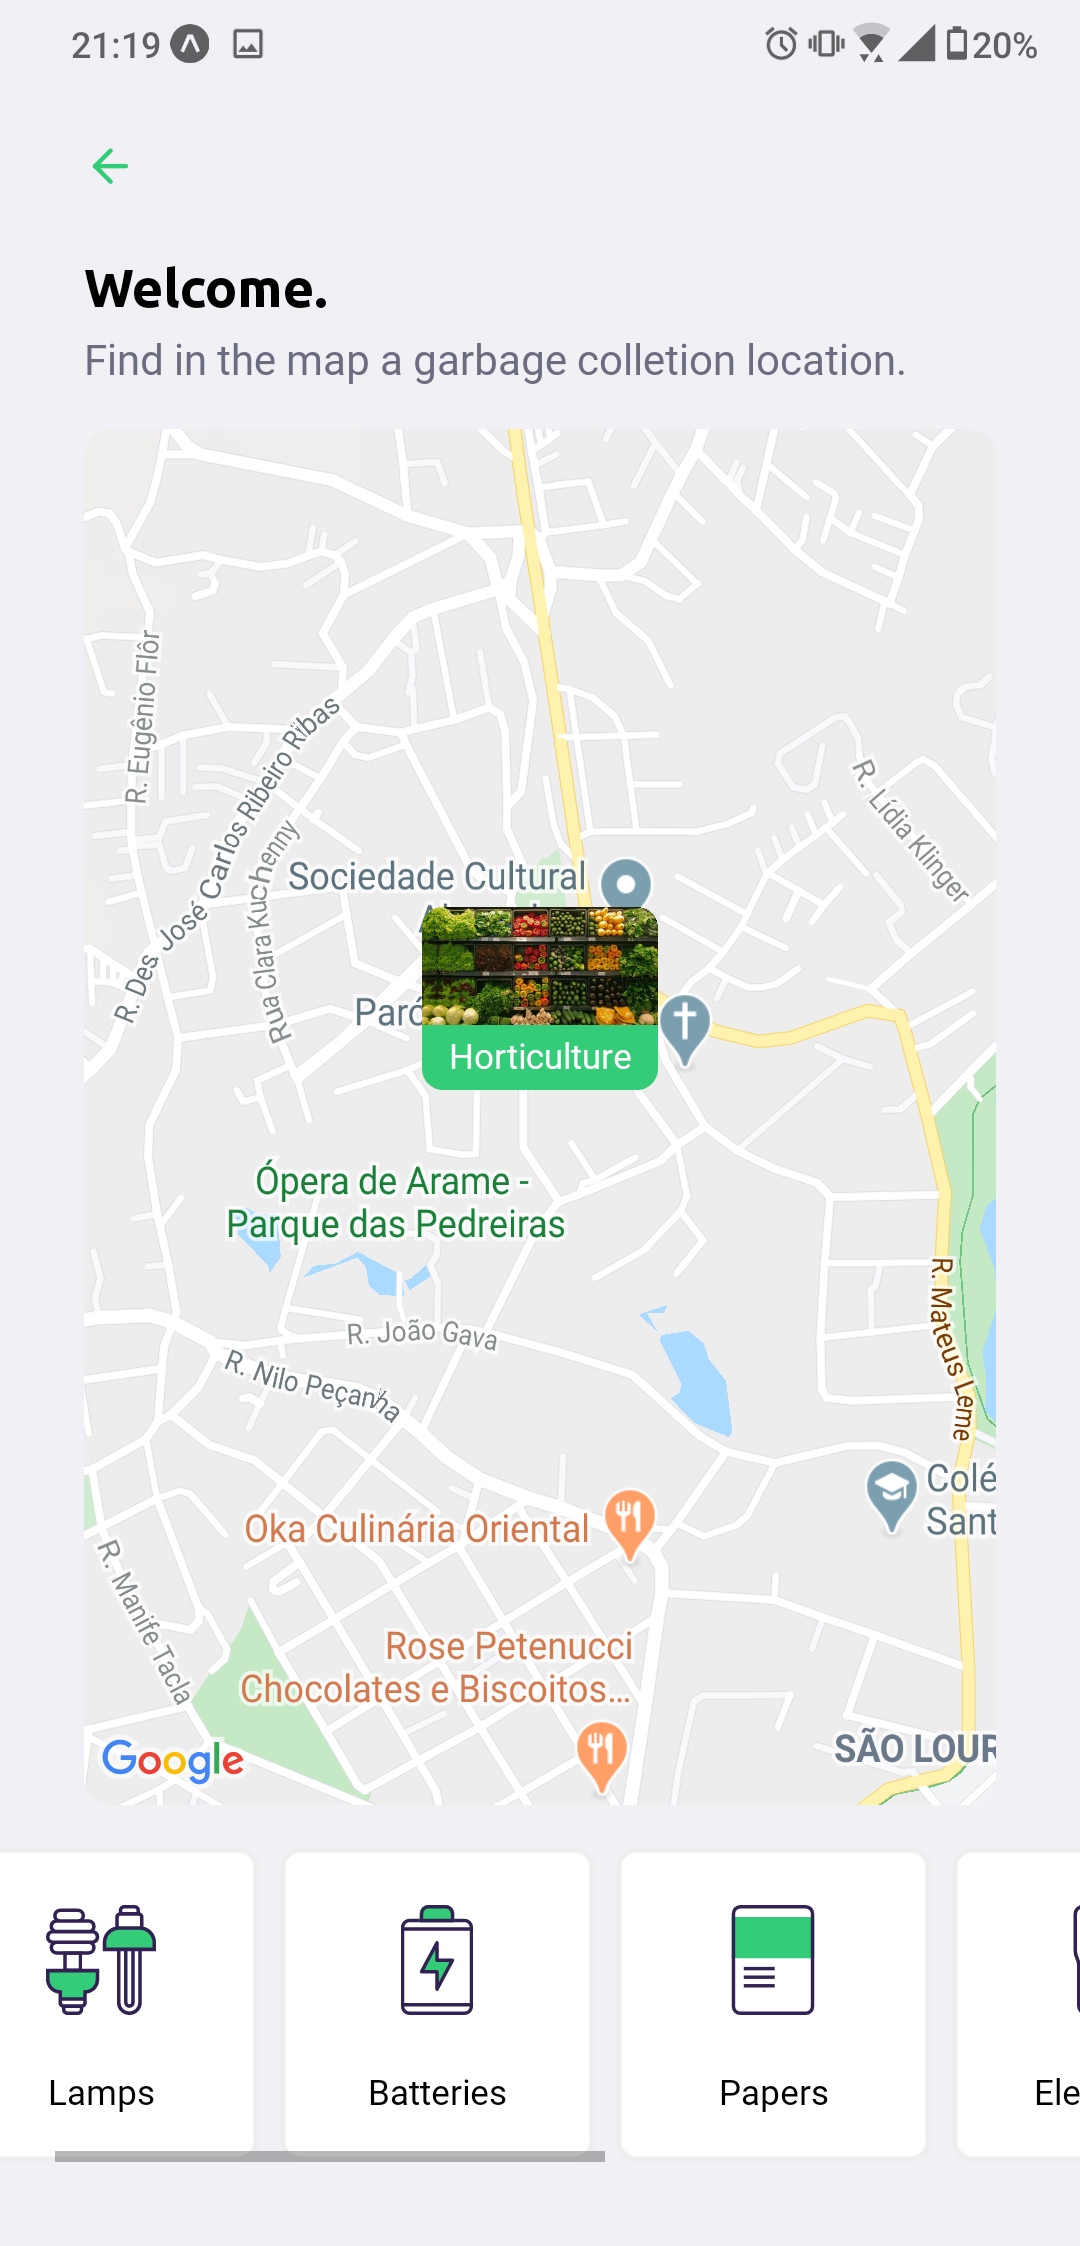 21:19
20%
Welcome.
Find in the map a garbage colletion location.
R. Eugênio Flôr
R. Des. José Carlos Ribeiro Ribas
Rua Clara Kuchenny
R. Lídia Klinger
Sociedade Cultural
Paró
Horticulture
Ópera de Arame -
Parque das Pedreiras
R. João Gava
R. Nilo Peçanha
R. Mateus Leme
Colé
Sant
Oka Culinária Oriental
R. Manife Tacla
Rose Petenucci
Chocolates e Biscoitos...
SÃO LOUR
Google
Lamps
Batteries
Papers
Ele